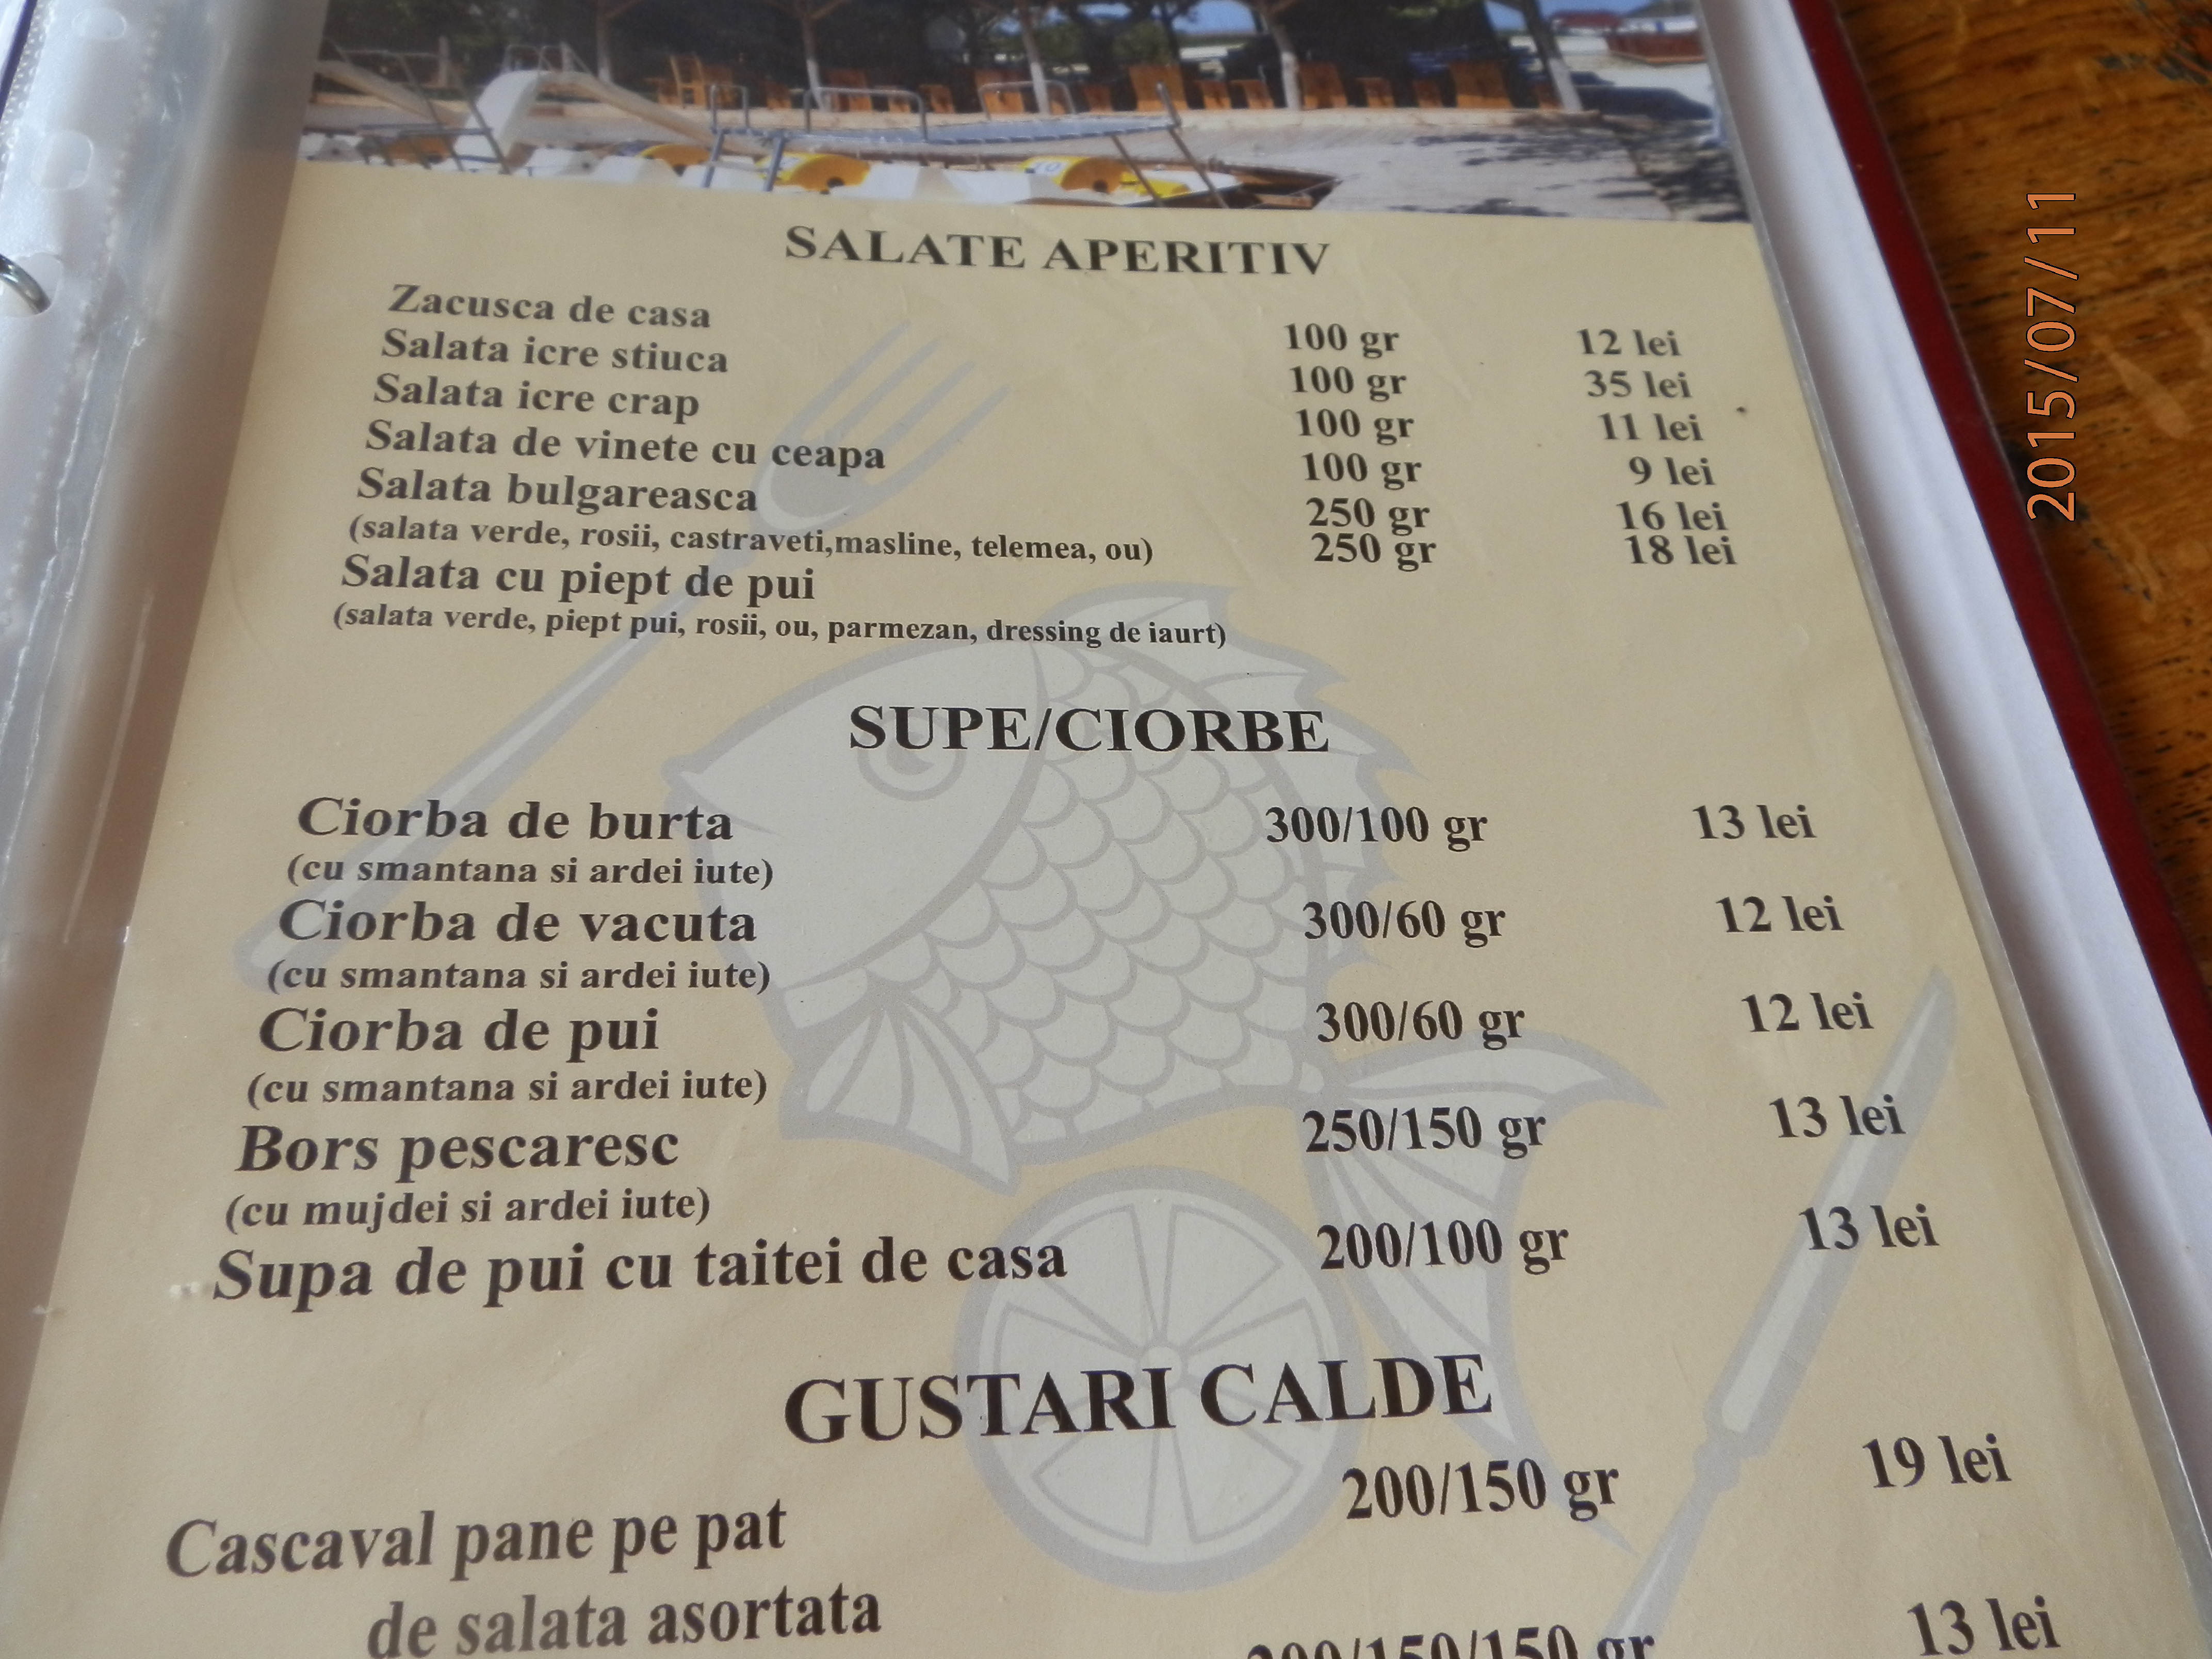 SALATE APERITIV
Zacusca de casa 100 gr 12 lei
Salata icre stiuca 100 gr 35 lei
Salata icre crap 100 gr 11 lei
Salata de vinete cu ceapa 100 gr 9 lei
Salata bulgareasca 250 gr 16 lei
(salata verde, rosii, castraveti,masline, telemea, ou)
Salata cu piept de pui 250 gr 18 lei
(salata verde, piept pui, rosii, ou, parmezan, dressing de iaurt)
SUPE/CIORBE
Ciorba de burta 300/100 gr 13 lei
(cu smantana si ardei iute)
Ciorba de vacuta 300/60 gr 12 lei
(cu smantana si ardei iute)
Ciorba de pui 300/60 gr 12 lei
(cu smantana si ardei iute)
Bors pescaresc 250/150 gr 13 lei
(cu mujdei si ardei iute)
Supa de pui cu taitei de casa 200/100 gr 13 lei
GUSTARI CALDE
Cascaval pane pe pat 200/150 gr 19 lei
de salata asortata
200/150/150 gr 13 lei
2015/07/11